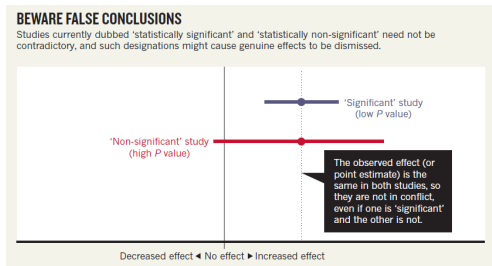 BEWARE FALSE CONCLUSIONS
Studies currently dubbed ‘statistically significant’ and ‘statistically non-significant’ need not be
contradictory, and such designations might cause genuine effects to be dismissed.
‘Significant’ study
(low P value)
‘Non-significant’ study
(high P value)
The observed effect (or
point estimate) is the
same in both studies, so
they are not in conflict,
even if one is ‘significant’
and the other is not.
Decreased effect ◄ No effect ► Increased effect